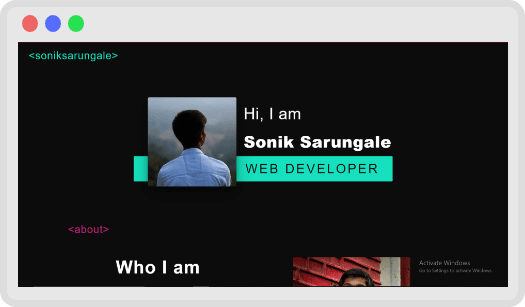 <soniksarungale>
Hi, I am
Sonik Sarungale
WEB DEVELOPER
<about>
Who I am
Activate Windows
Go to Settings to activate Windows.